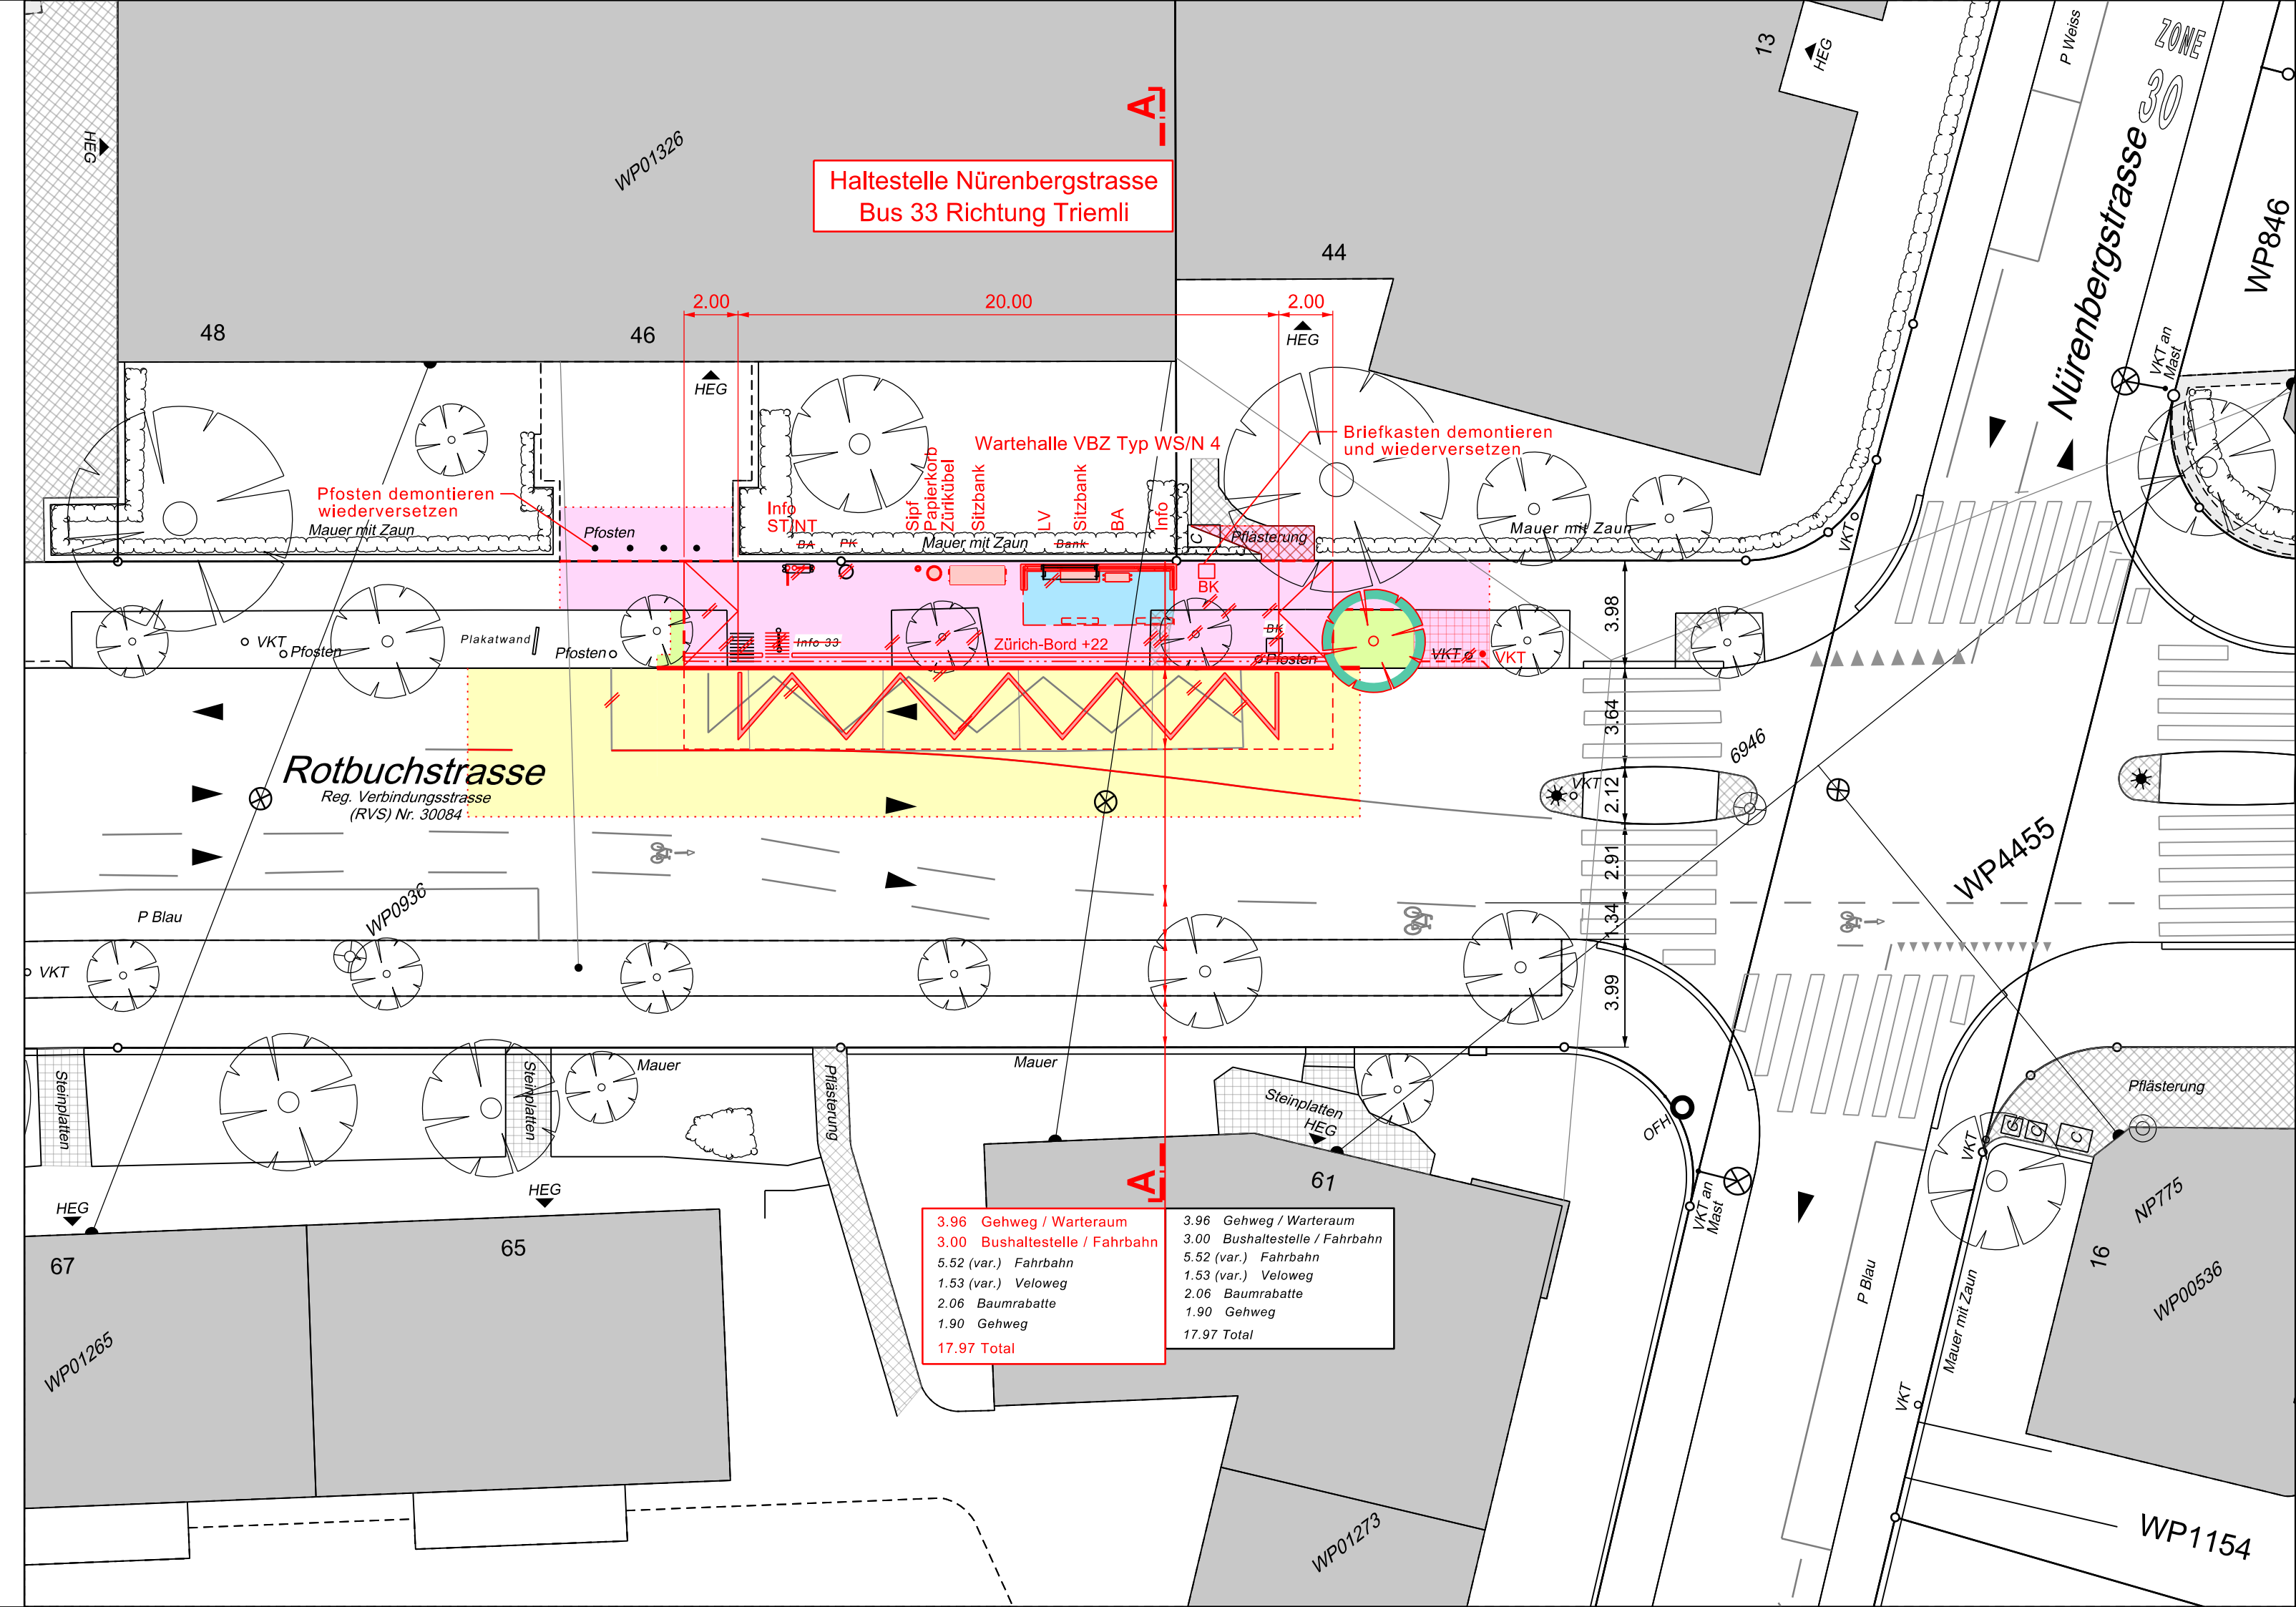 13
HEG
P Weiss
ZONE
30
HEG
WP01326
A
Haltestelle Nürenbergstrasse
Bus 33 Richtung Triemli
Nürenbergstrasse
WP846
44
2.00
20.00
2.00
HEG
48
46
HEG
VKT an
Mast
Wartehalle VBZ Typ WS/N 4
Briefkasten demontieren
und wiederversetzen
Pfosten demontieren
wiederversetzen
Mauer mit Zaun
Pfosten
Info
ST/NT
BA
PK
Sipf
Papierkorb
Zürikübel
Sitzbank
Mauer mit Zaun
LV
Bank
Sitzbank
BA
Info
C
Pflästerung
Mauer mit Zaun
VKT
BK
3.98
VKT
Pfosten
Plakatwand
Pfosten
Info 33
Zürich-Bord +22
BK
Pfosten
VKT
VKT
3.64
6946
Rotbuchstrasse
Reg. Verbindungsstrasse
(RVS) Nr. 30084
VKT
2.12
2.91
WP4455
P Blau
WP0936
1.34
VKT
3.99
Steinplatten
Steinplatten
Mauer
Pflästerung
Mauer
Steinplatten
HEG
OFH
Pflästerung
VKT
C
C
C
HEG
HEG
A
61
VKT an
Mast
NP775
16
WP00536
67
65
WP01265
3.96 Gehweg / Warteraum
3.00 Bushaltestelle / Fahrbahn
5.52 (var.) Fahrbahn
1.53 (var.) Veloweg
2.06 Baumrabatte
1.90 Gehweg
17.97 Total
3.96 Gehweg / Warteraum
3.00 Bushaltestelle / Fahrbahn
5.52 (var.) Fahrbahn
1.53 (var.) Veloweg
2.06 Baumrabatte
1.90 Gehweg
17.97 Total
P Blau
Mauer mit Zaun
VKT
WP01273
WP1154